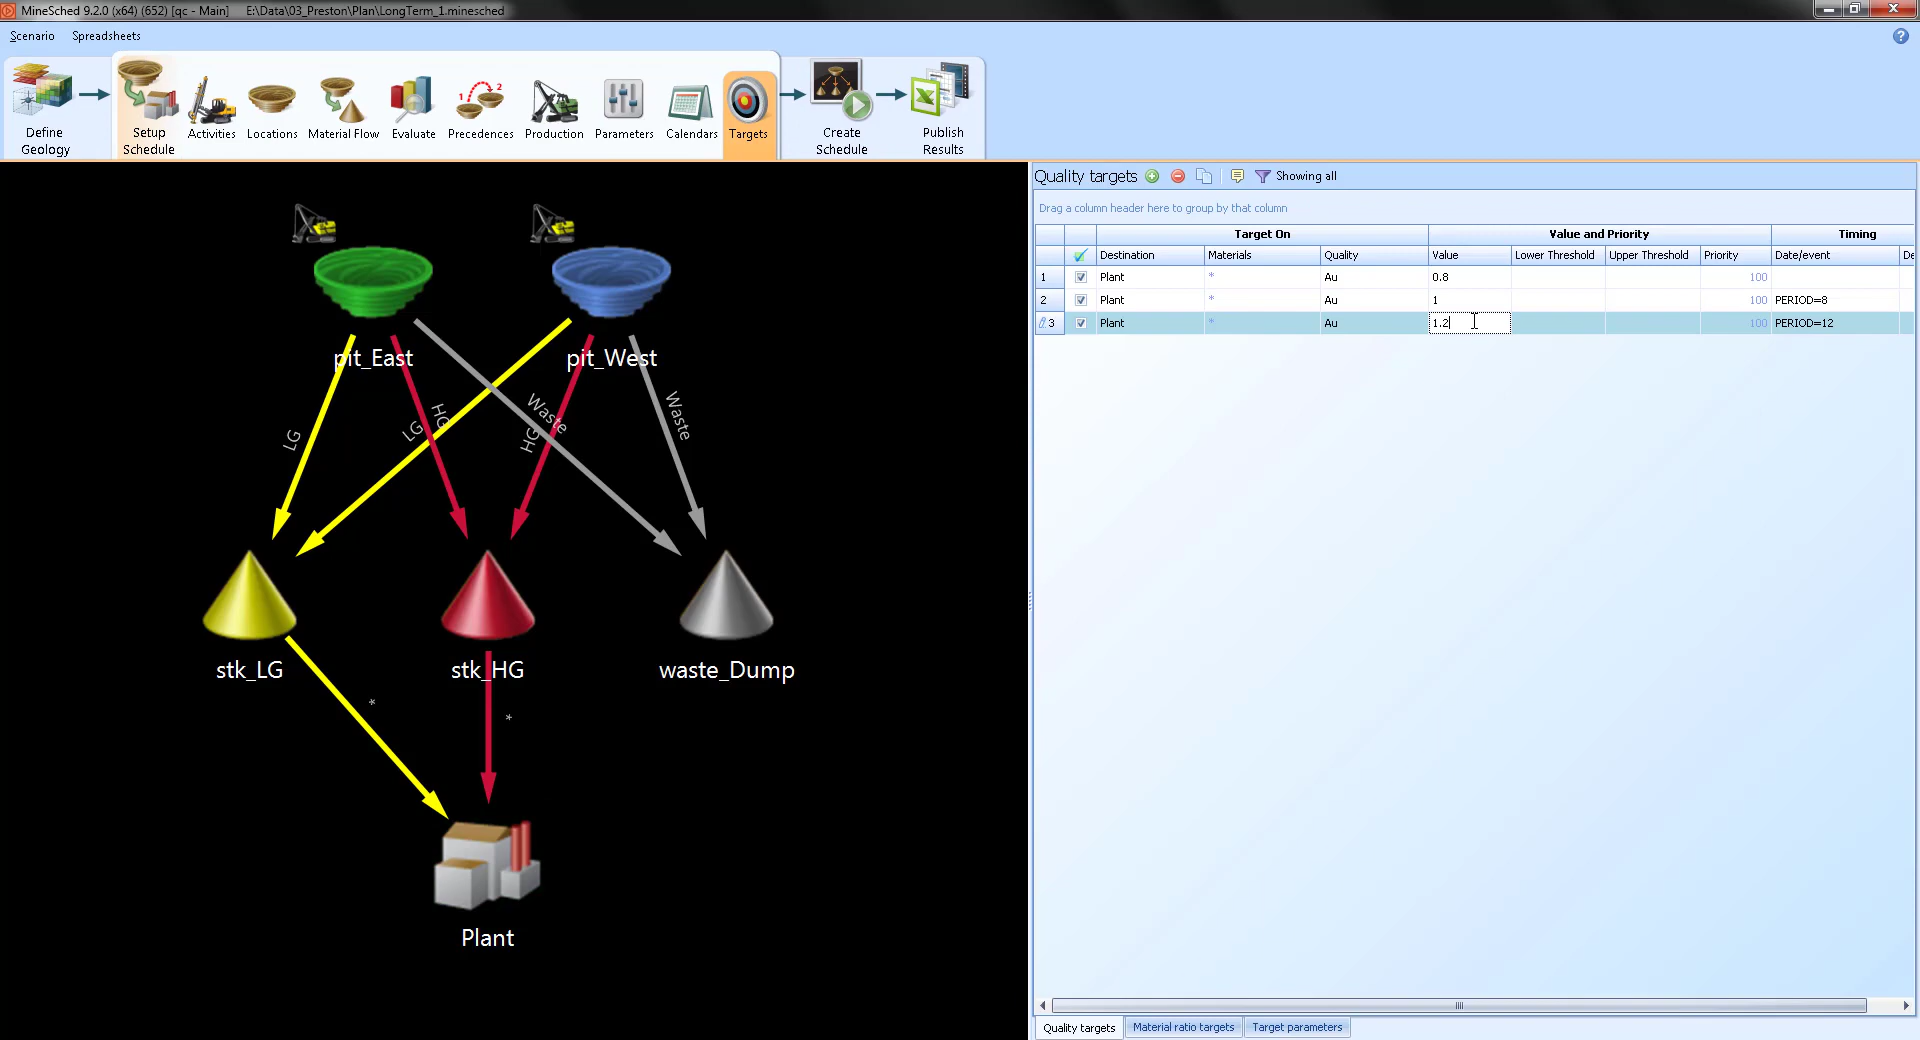 MineSched 9.2.0 (x64) (652) [qc - Main] E:\Data\03_Preston\Plan\LongTerm_1.minesched
Scenario Spreadsheets
Define Geology
Setup Schedule
Activities
Locations
Material Flow
Evaluate
Precedences
Production
Parameters
Calendars
Targets
Create Schedule
Publish Results
pit_East pit_West
LG HG LG HG Waste Waste
stk_LG stk_HG waste_Dump
* *
Plant
Quality targets Showing all
Drag a column header here to group by that column
Target On Value and Priority Timing
Destination Materials Quality Value Lower Threshold Upper Threshold Priority Date/event De
1 Plant * Au 0.8 100
2 Plant * Au 1 100 PERIOD=8
3 Plant * Au 1.2 100 PERIOD=12
Quality targets Material ratio targets Target parameters